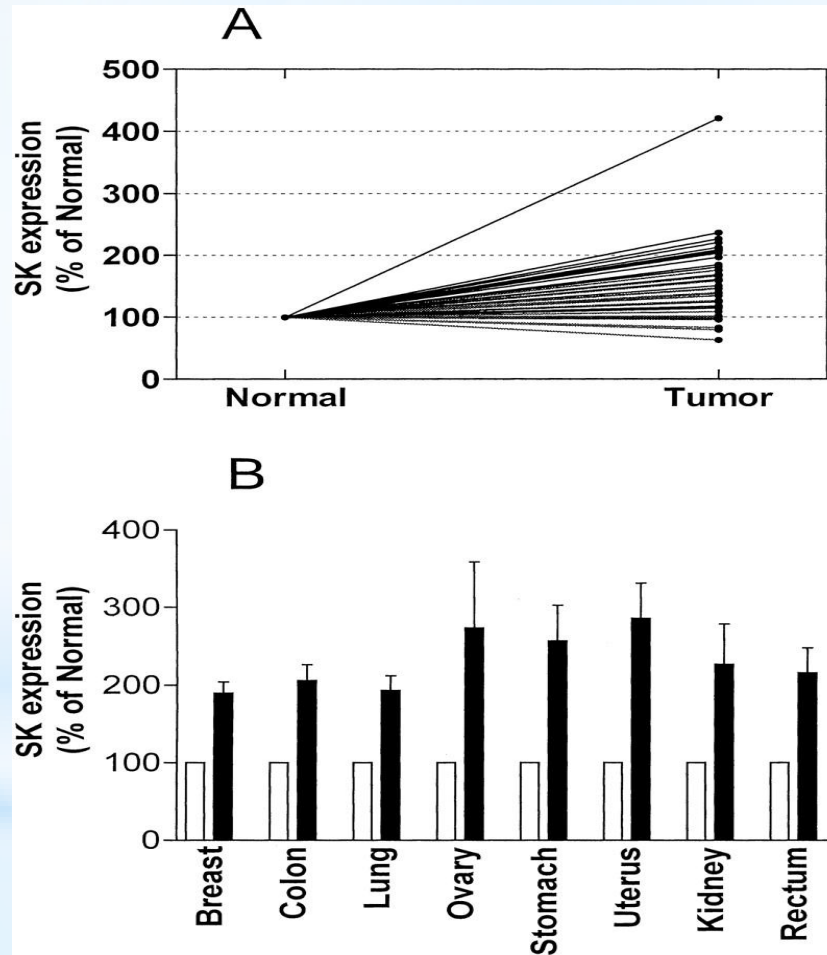 A
SK expression
(% of Normal)
500
400
300
200
100
0
Normal Tumor
B
SK expression
(% of Normal)
400
300
200
100
0
Breast
Colon
Lung
Ovary
Stomach
Uterus
Kidney
Rectum